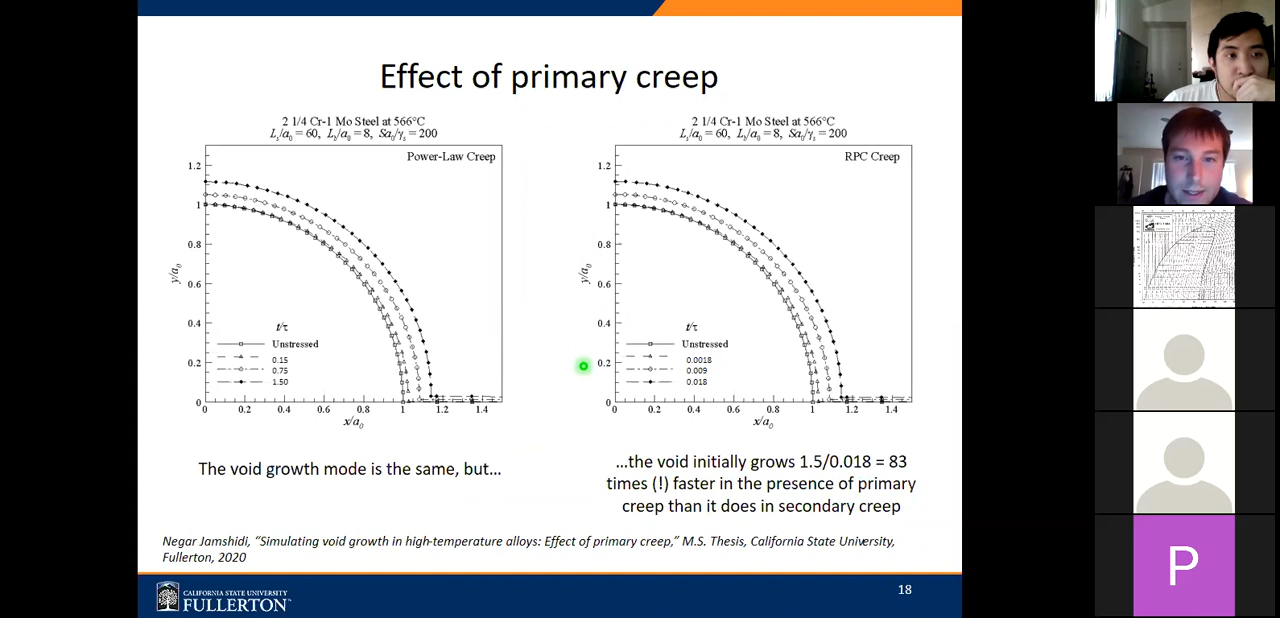 Effect of primary creep
2 1/4 Cr-1 Mo Steel at 566°C
Ls/a0 = 60, Lb/a0 = 8, Sa0/γs = 200
Power-Law Creep
1.2
1
0.8
0.6
0.4
0.2
0
y/a0
t/τ
Unstressed
0.15
0.75
1.50
0 0.2 0.4 0.6 0.8 1 1.2 1.4
x/a0
2 1/4 Cr-1 Mo Steel at 566°C
Ls/a0 = 60, Lb/a0 = 8, Sa0/γs = 200
RPC Creep
1.2
1
0.8
0.6
0.4
0.2
0
y/a0
t/τ
Unstressed
0.0018
0.009
0.018
0 0.2 0.4 0.6 0.8 1 1.2 1.4
x/a0
The void growth mode is the same, but...
...the void initially grows 1.5/0.018 = 83
times (!) faster in the presence of primary
creep than it does in secondary creep
Negar Jamshidi, "Simulating void growth in high-temperature alloys: Effect of primary creep," M.S. Thesis, California State University,
Fullerton, 2020
CALIFORNIA STATE UNIVERSITY
FULLERTON™
18
P